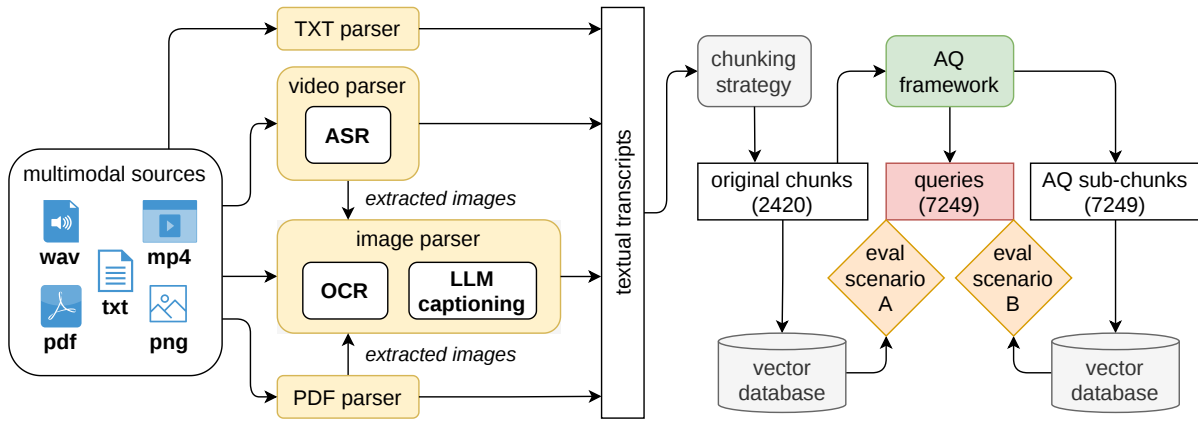 multimodal sources
wav
mp4
txt
pdf
png
TXT parser
video parser
ASR
extracted images
image parser
OCR
LLM
captioning
extracted images
PDF parser
textual transcripts
chunking
strategy
original chunks
(2420)
AQ
framework
queries
(7249)
AQ sub-chunks
(7249)
eval
scenario
A
eval
scenario
B
vector
database
vector
database